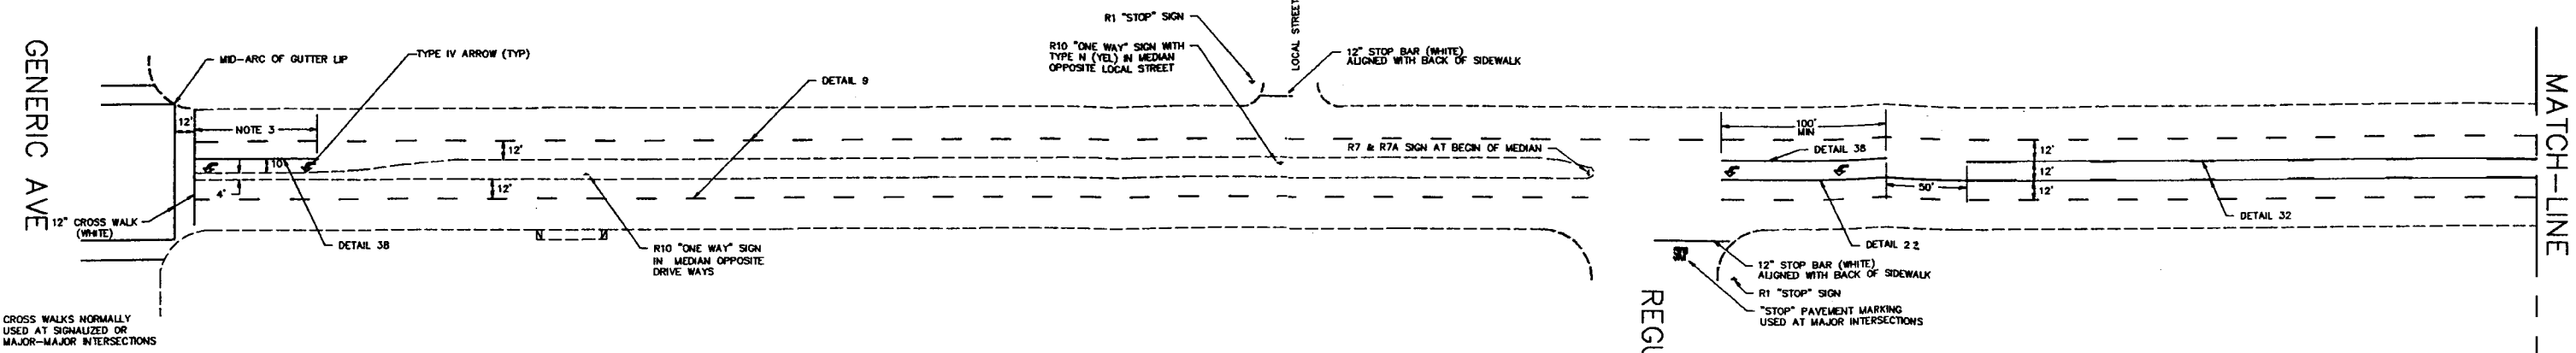 GENERIC AVE
MID-ARC OF GUTTER LIP
TYPE IV ARROW (TYP)
12'
NOTE 3
10'
4'
12" CROSS WALK
(WHITE)
DETAIL 38
CROSS WALKS NORMALLY
USED AT SIGNALIZED OR
MAJOR-MAJOR INTERSECTIONS
12'
12'
DETAIL 9
R10 "ONE WAY" SIGN
IN MEDIAN OPPOSITE
DRIVE WAYS
R1 "STOP" SIGN
R10 "ONE WAY" SIGN WITH
TYPE N (YEL) IN MEDIAN
OPPOSITE LOCAL STREET
LOCAL STREET
12" STOP BAR (WHITE)
ALIGNED WITH BACK OF SIDEWALK
R7 & R7A SIGN AT BEGIN OF MEDIAN
100'
MIN
DETAIL 38
50'
12'
12'
12'
DETAIL 32
DETAIL 22
STOP
12" STOP BAR (WHITE)
ALIGNED WITH BACK OF SIDEWALK
R1 "STOP" SIGN
"STOP" PAVEMENT MARKING
USED AT MAJOR INTERSECTIONS
MATCH-LINE